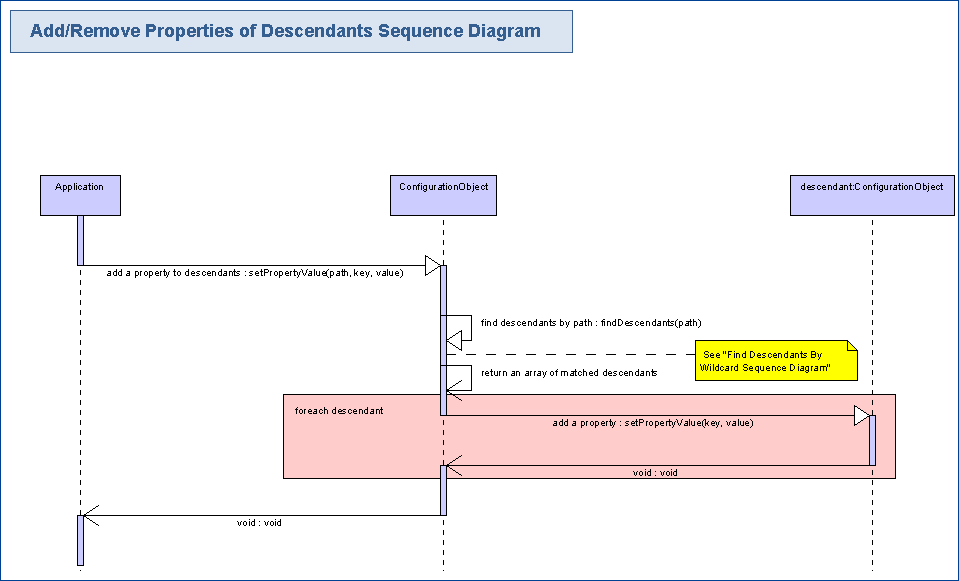 Add/Remove Properties of Descendants Sequence Diagram
Application
ConfigurationObject
descendant:ConfigurationObject
add a property to descendants : setPropertyValue(path, key, value)
find descendants by path : findDescendants(path)
See "Find Descendants By
Wildcard Sequence Diagram"
return an array of matched descendants
foreach descendant
add a property : setPropertyValue(key, value)
void : void
void : void